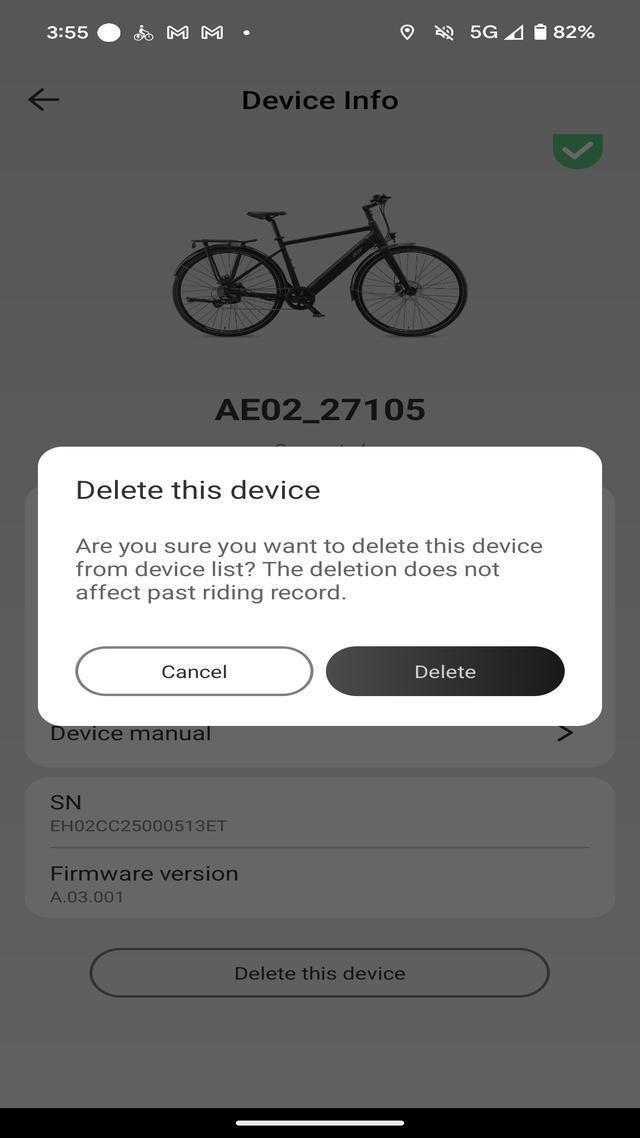 3:55 5G 82%
Device Info
AE02_27105
Delete this device
Are you sure you want to delete this device
from device list? The deletion does not
affect past riding record.
Cancel Delete
Device manual
SN
EH02CC25000513ET
Firmware version
A.03.001
Delete this device